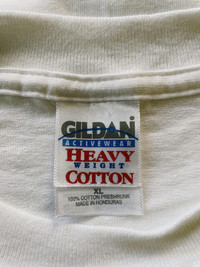 GILDAN
ACTIVEWEAR
HEAVY
WEIGHT
COTTON
XL
100% COTTON PRESHRUNK
MADE IN HONDURAS